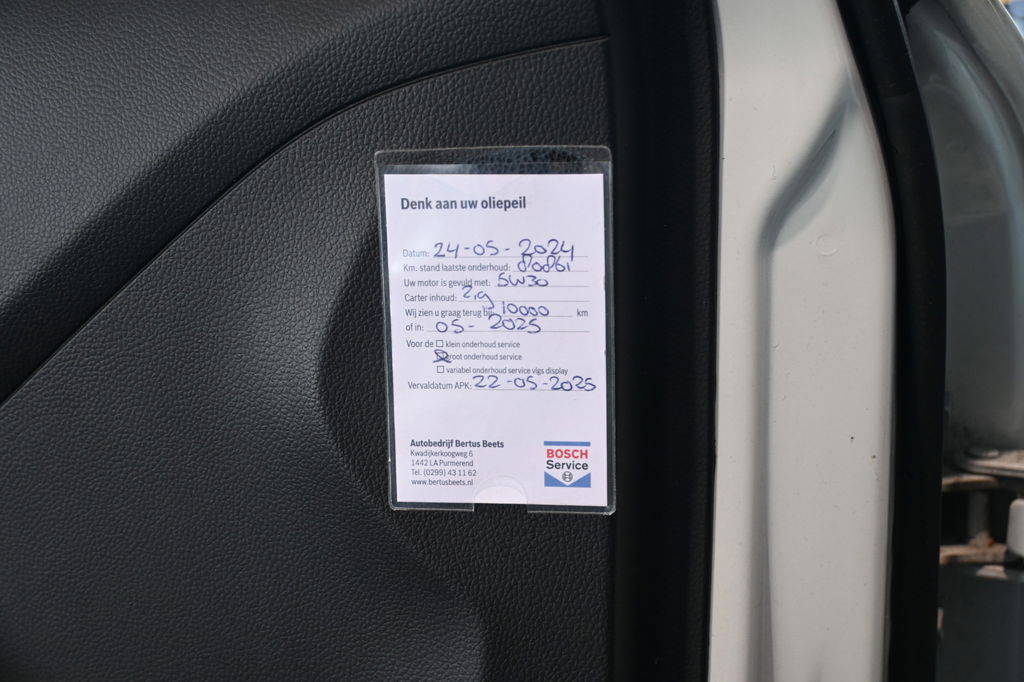 Denk aan uw oliepeil
Datum: 24-05-2024
Km. stand laatste onderhoud: 80861
Uw motor is gevuld met: 5W30
Carter inhoud: 2,9
Wij zien u graag terug bij: 10000 km
of in: 05-2025
Voor de klein onderhoud service
groot onderhoud service
variabel onderhoud service vlgs display
Vervaldatum APK: 22-05-2025
Autobedrijf Bertus Beets
Kwadijkerkoogweg 6
1442 LA Purmerend
Tel. (0299) 43 11 62
www.bertusbeets.nl
BOSCH
Service